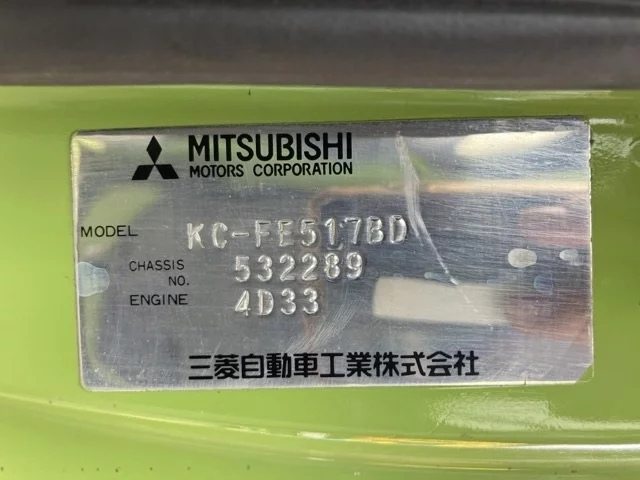 MITSUBISHI
MOTORS CORPORATION
MODEL KC-FE517BD
CHASSIS NO. 532289
ENGINE 4D33
三菱自動車工業株式会社